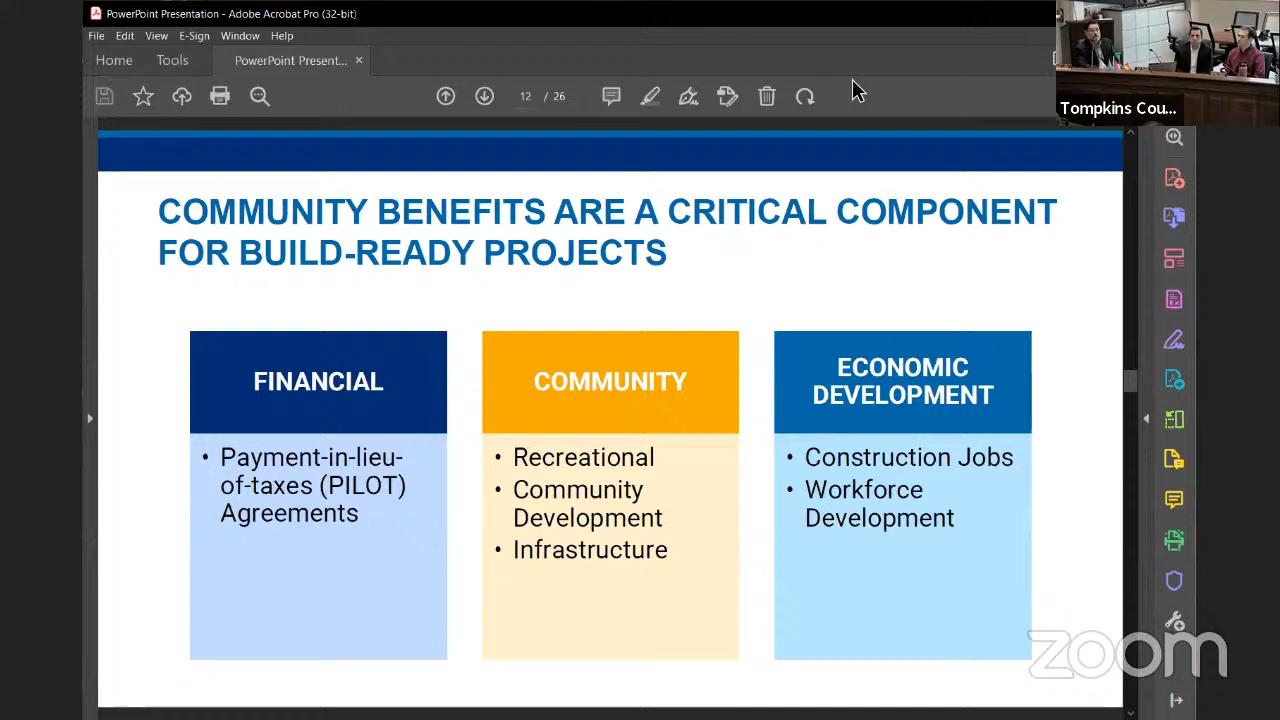 PowerPoint Presentation - Adobe Acrobat Pro (32-bit)
File Edit View E-Sign Window Help
Home Tools PowerPoint Present... ×
12 / 26
Tompkins Cou...
COMMUNITY BENEFITS ARE A CRITICAL COMPONENT
FOR BUILD-READY PROJECTS
FINANCIAL
• Payment-in-lieu-
of-taxes (PILOT)
Agreements
COMMUNITY
• Recreational
• Community
Development
• Infrastructure
ECONOMIC
DEVELOPMENT
• Construction Jobs
• Workforce
Development
zoom